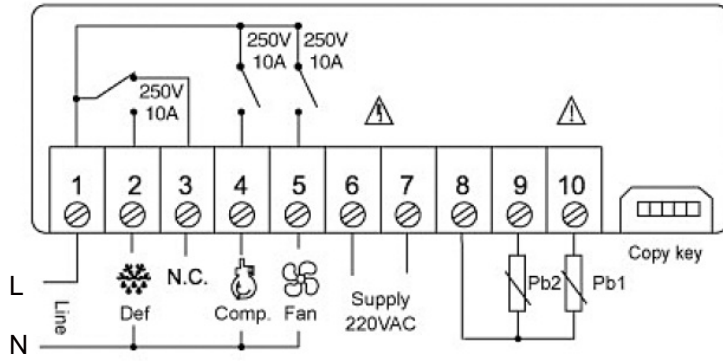 250V 250V
10A 10A
250V
10A
1 2 3 4 5 6 7 8 9 10
Copy key
L
Line
Def
N.C.
Comp.
Fan
Supply
220VAC
Pb2
Pb1
N